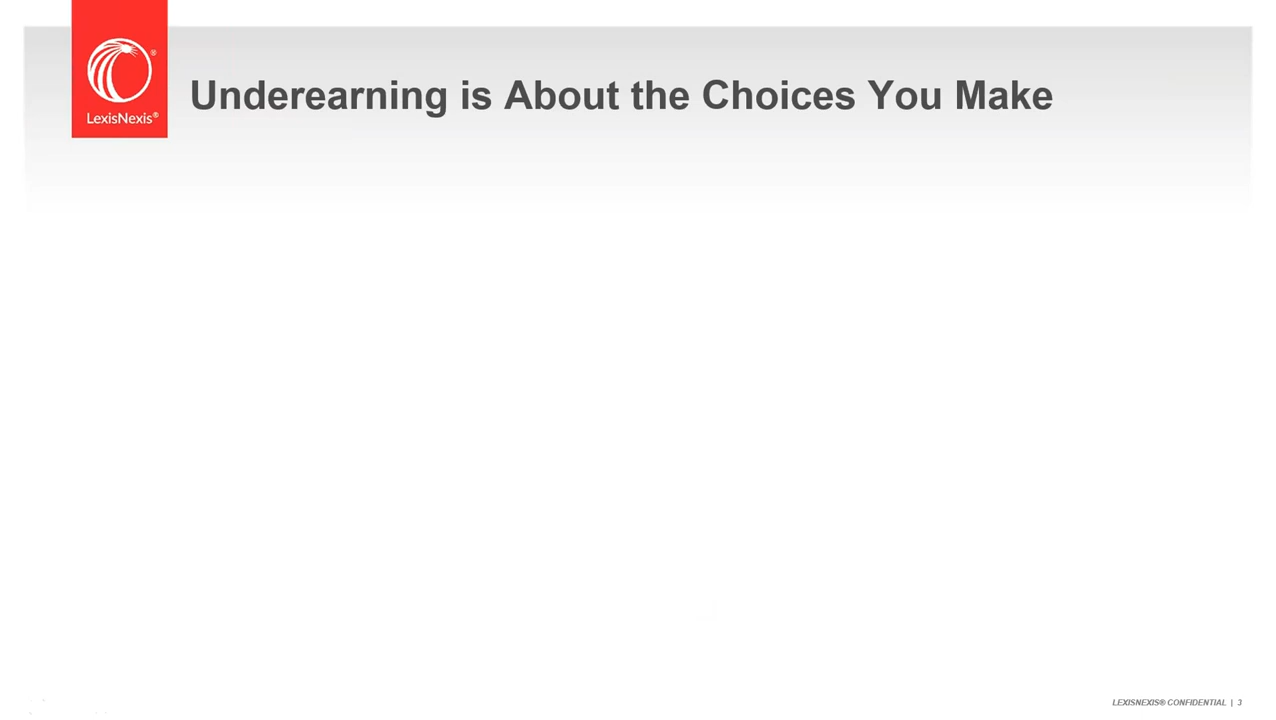 Underearning is About the Choices You Make
LexisNexis®
LEXISNEXIS® CONFIDENTIAL | 3